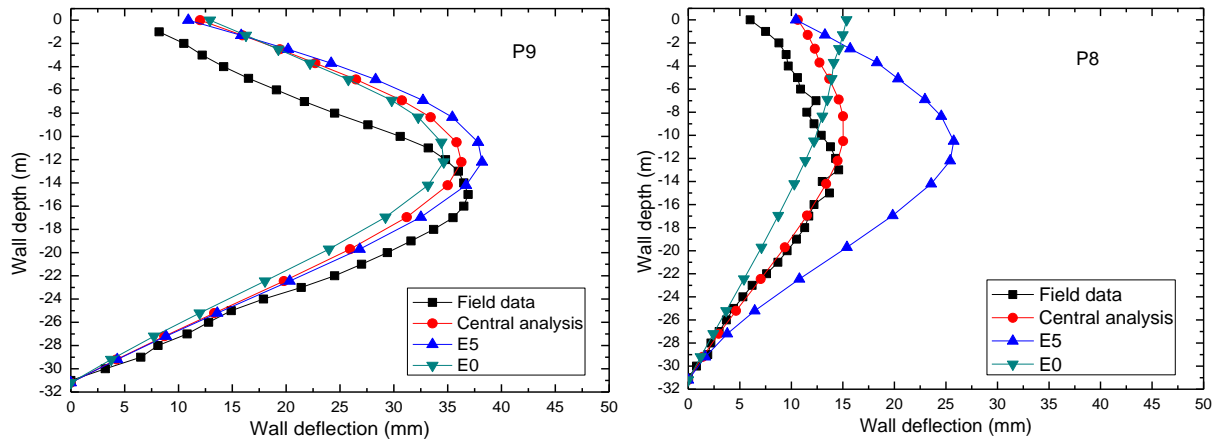 P9
0
-2
-4
-6
-8
-10
-12
-14
-16
-18
-20
-22
-24
-26
-28
-30
-32
Wall depth (m)
Field data
Central analysis
E5
E0
0 5 10 15 20 25 30 35 40 45 50
Wall deflection (mm)
P8
0
-2
-4
-6
-8
-10
-12
-14
-16
-18
-20
-22
-24
-26
-28
-30
-32
Wall depth (m)
Field data
Central analysis
E5
E0
0 5 10 15 20 25 30 35 40 45 50
Wall deflection (mm)